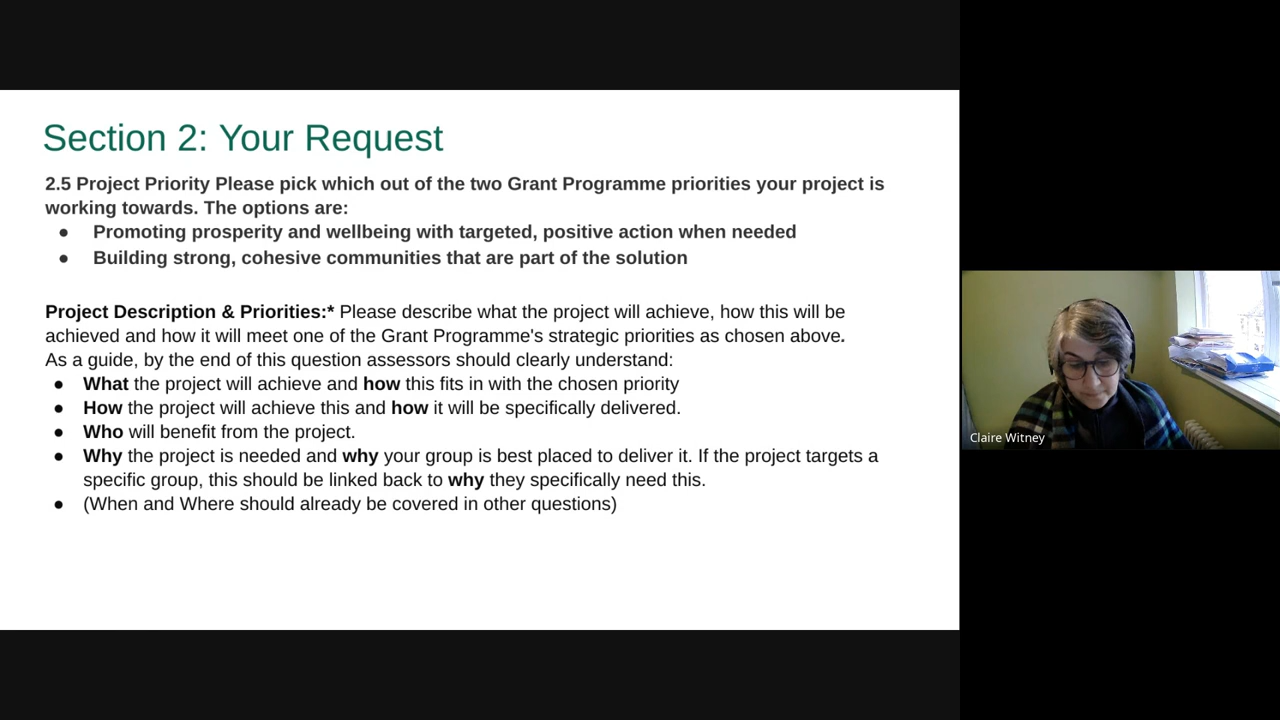 Section 2: Your Request
2.5 Project Priority Please pick which out of the two Grant Programme priorities your project is
working towards. The options are:
● Promoting prosperity and wellbeing with targeted, positive action when needed
● Building strong, cohesive communities that are part of the solution
Project Description & Priorities:* Please describe what the project will achieve, how this will be
achieved and how it will meet one of the Grant Programme's strategic priorities as chosen above.
As a guide, by the end of this question assessors should clearly understand:
● What the project will achieve and how this fits in with the chosen priority
● How the project will achieve this and how it will be specifically delivered.
● Who will benefit from the project.
● Why the project is needed and why your group is best placed to deliver it. If the project targets a
specific group, this should be linked back to why they specifically need this.
● (When and Where should already be covered in other questions)
Claire Witney